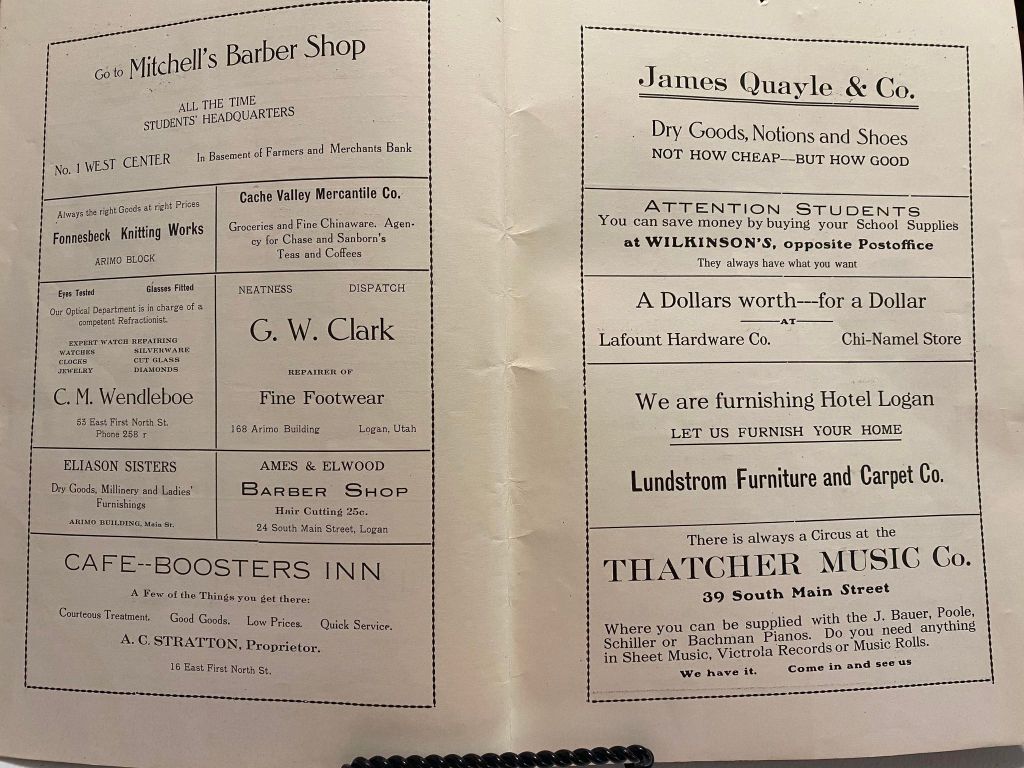 Go to Mitchell's Barber Shop
ALL THE TIME
STUDENTS' HEADQUARTERS
No. 1 WEST CENTER In Basement of Farmers and Merchants Bank
Always the right Goods at right Prices
Fonnesbeck Knitting Works
ARIMO BLOCK
Cache Valley Mercantile Co.
Groceries and Fine Chinaware. Agen-
cy for Chase and Sanborn's
Teas and Coffees
Eyes Tested Glasses Fitted
Our Optical Department is in charge of a
competent Refractionist.
EXPERT WATCH REPAIRING
WATCHES SILVERWARE
CLOCKS CUT GLASS
JEWELRY DIAMONDS
C. M. Wendleboe
53 East First North St.
Phone 258 r
NEATNESS DISPATCH
G. W. Clark
REPAIRER OF
Fine Footwear
168 Arimo Building Logan, Utah
ELIASON SISTERS
Dry Goods, Millinery and Ladies'
Furnishings
ARIMO BUILDING, Main St.
AMES & ELWOOD
BARBER SHOP
Hair Cutting 25c.
24 South Main Street, Logan
CAFE--BOOSTERS INN
A Few of the Things you get there:
Courteous Treatment. Good Goods. Low Prices. Quick Service.
A. C. STRATTON, Proprietor.
16 East First North St.
James Quayle & Co.
Dry Goods, Notions and Shoes
NOT HOW CHEAP---BUT HOW GOOD
ATTENTION STUDENTS
You can save money by buying your School Supplies
at WILKINSON'S, opposite Postoffice
They always have what you want
A Dollars worth---for a Dollar
AT
Lafount Hardware Co. Chi-Namel Store
We are furnishing Hotel Logan
LET US FURNISH YOUR HOME
Lundstrom Furniture and Carpet Co.
There is always a Circus at the
THATCHER MUSIC Co.
39 South Main Street
Where you can be supplied with the J. Bauer, Poole,
Schiller or Bachman Pianos. Do you need anything
in Sheet Music, Victrola Records or Music Rolls.
We have it. Come in and see us